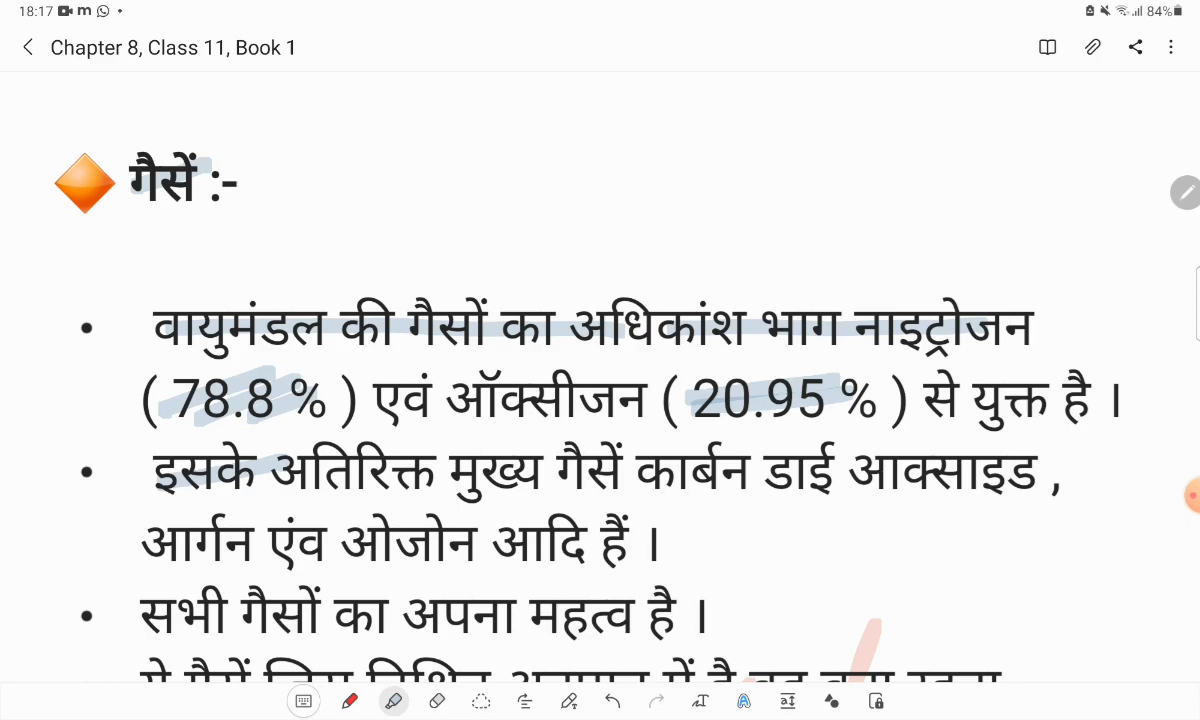 18:17 m 84%
Chapter 8, Class 11, Book 1
गैसें :-
• वायुमंडल की गैसों का अधिकांश भाग नाइट्रोजन
( 78.8 % ) एवं ऑक्सीजन ( 20.95 % ) से युक्त है ।
• इसके अतिरिक्त मुख्य गैसें कार्बन डाई आक्साइड ,
आर्गन एंव ओजोन आदि हैं ।
• सभी गैसों का अपना महत्व है ।